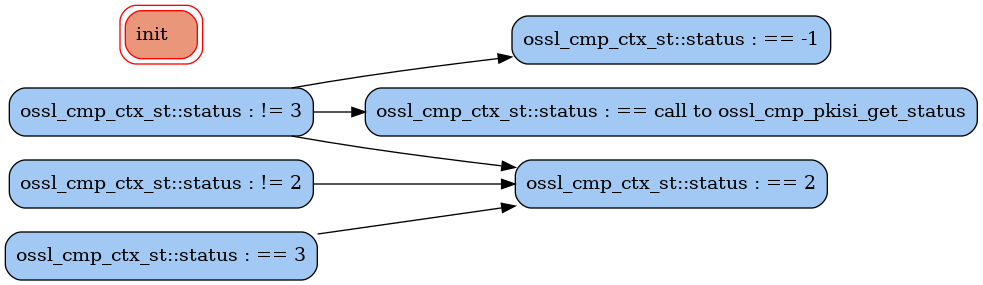 init
ossl_cmp_ctx_st::status : == -1
ossl_cmp_ctx_st::status : != 3
ossl_cmp_ctx_st::status : == call to ossl_cmp_pkisi_get_status
ossl_cmp_ctx_st::status : != 2
ossl_cmp_ctx_st::status : == 2
ossl_cmp_ctx_st::status : == 3